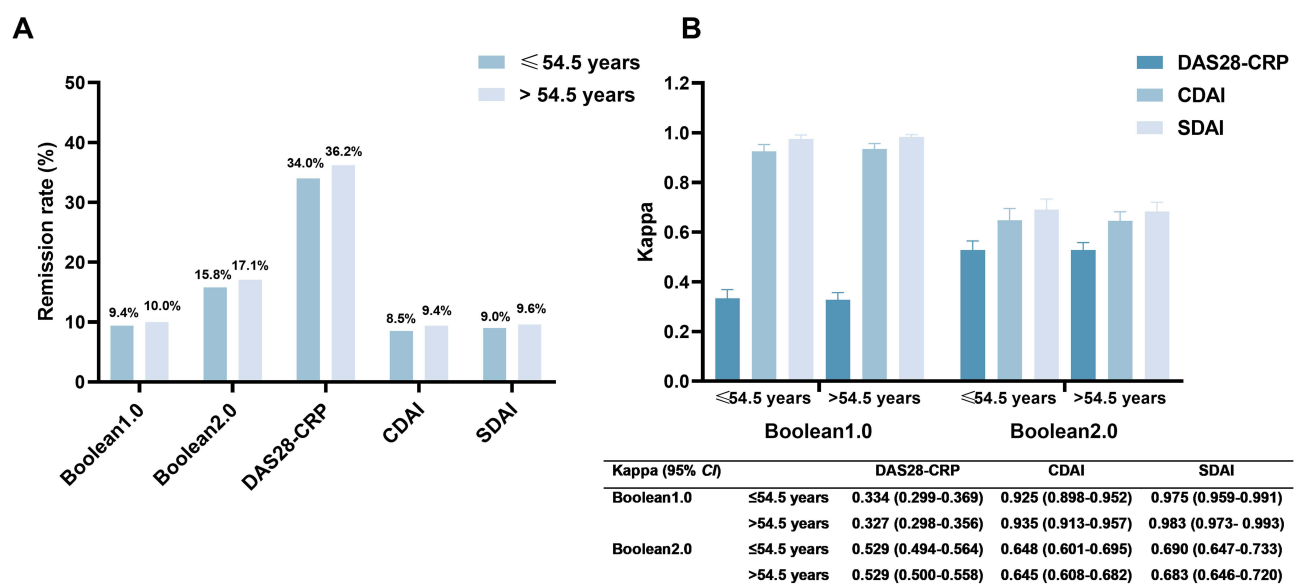 A
≤ 54.5 years
> 54.5 years
Remission rate (%)
50
40
30
20
10
0
9.4% 10.0%
15.8% 17.1%
34.0% 36.2%
8.5% 9.4%
9.0% 9.6%
Boolean1.0
Boolean2.0
DAS28-CRP
CDAI
SDAI
B
DAS28-CRP
CDAI
SDAI
Kappa
1.2
1.0
0.8
0.6
0.4
0.2
0.0
≤54.5 years >54.5 years ≤54.5 years >54.5 years
Boolean1.0 Boolean2.0
Kappa (95% CI) DAS28-CRP CDAI SDAI
Boolean1.0 ≤54.5 years 0.334 (0.299-0.369) 0.925 (0.898-0.952) 0.975 (0.959-0.991)
>54.5 years 0.327 (0.298-0.356) 0.935 (0.913-0.957) 0.983 (0.973- 0.993)
Boolean2.0 ≤54.5 years 0.529 (0.494-0.564) 0.648 (0.601-0.695) 0.690 (0.647-0.733)
>54.5 years 0.529 (0.500-0.558) 0.645 (0.608-0.682) 0.683 (0.646-0.720)